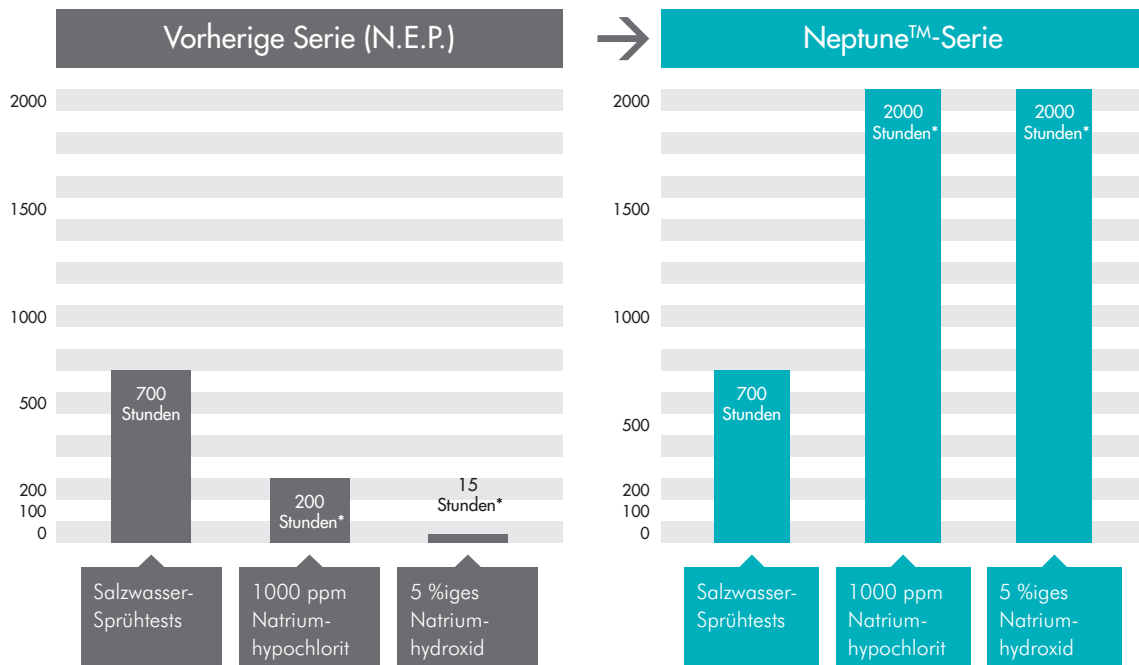 Vorherige Serie (N.E.P.)
2000
1500
1000
500
200
100
0
700
Stunden
200
Stunden*
15
Stunden*
Salzwasser-
Sprühtests
1000 ppm
Natrium-
hypochlorit
5 %iges
Natrium-
hydroxid
Neptune™-Serie
2000
1500
1000
500
200
100
0
700
Stunden
2000
Stunden*
2000
Stunden*
Salzwasser-
Sprühtests
1000 ppm
Natrium-
hypochlorit
5 %iges
Natrium-
hydroxid